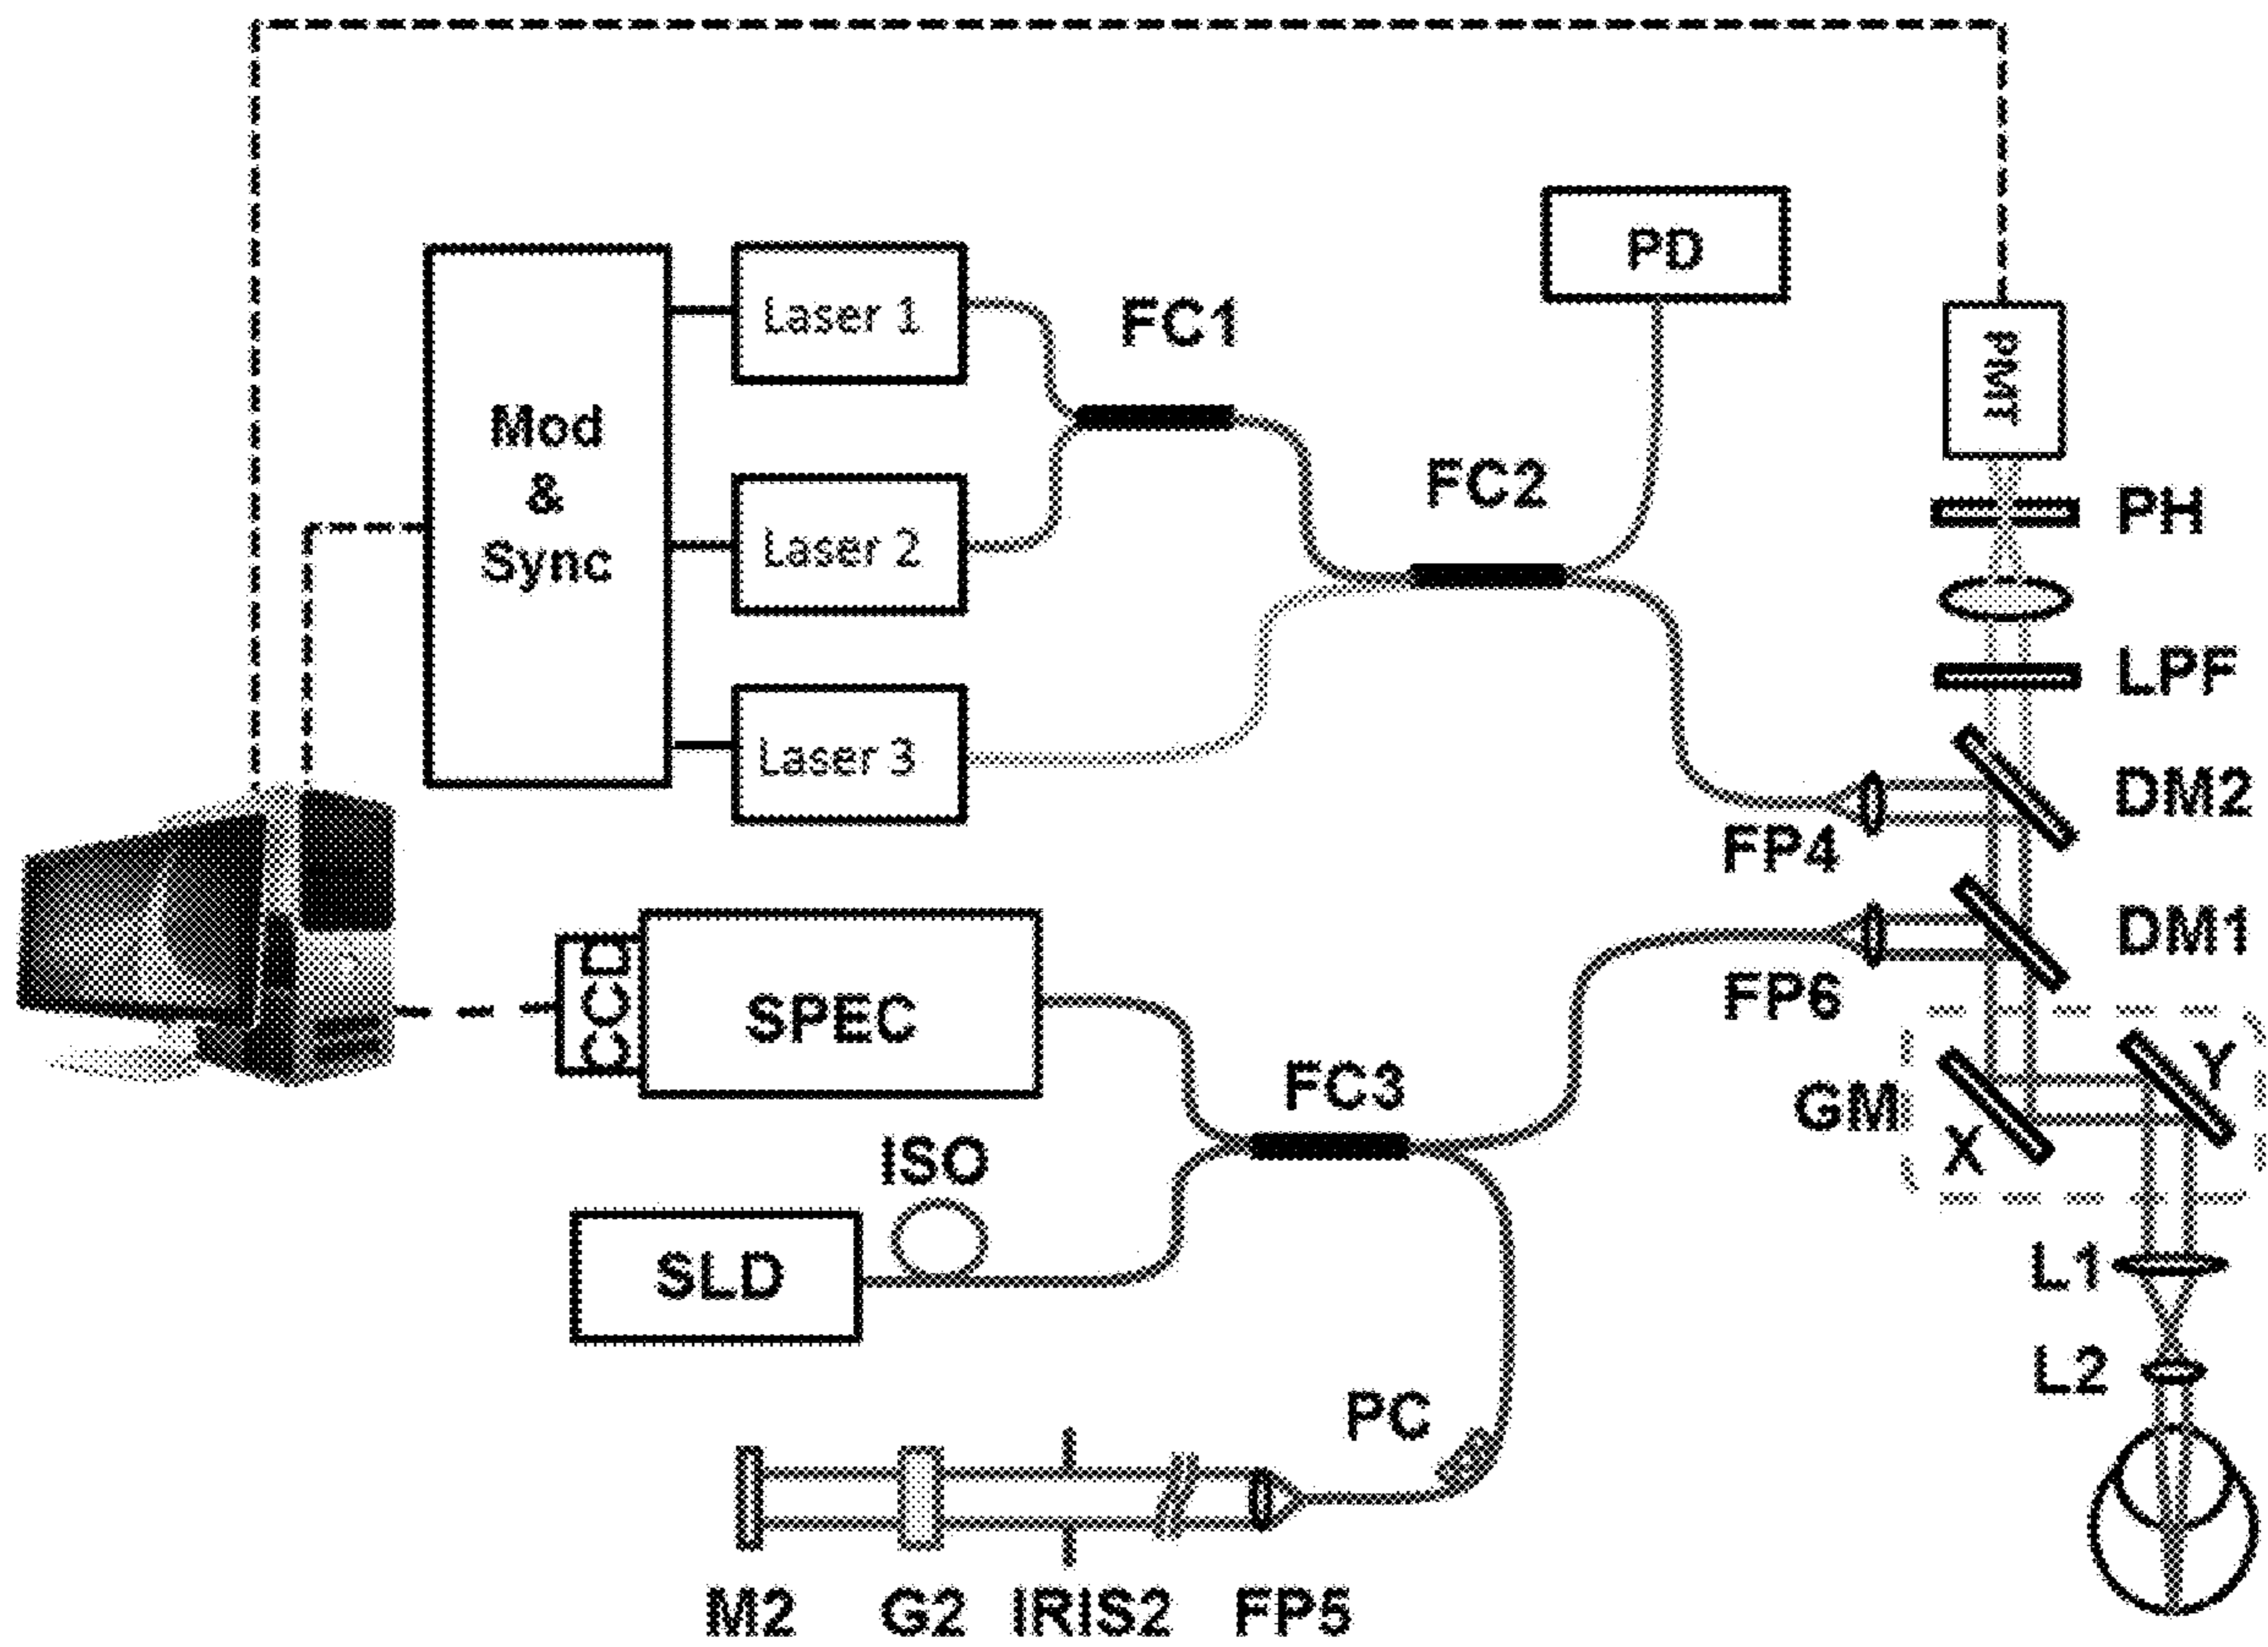 PD
Laser 1
FC1
PMT
Mod
&
Sync
FC2
PH
Laser 2
LPF
Laser 3
DM2
FP4
DM1
CCD
SPEC
FP6
FC3
GM
X
Y
ISO
SLD
L1
L2
PC
M2
G2
IRIS2
FP5